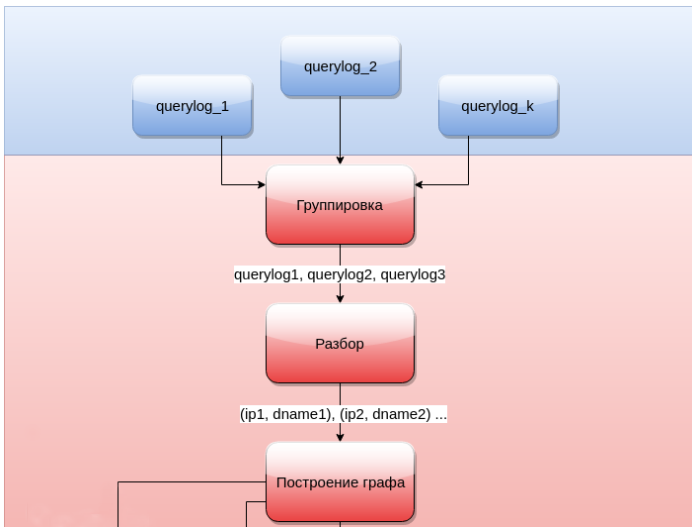 querylog_1
querylog_2
querylog_k
Группировка
querylog1, querylog2, querylog3
Разбор
(ip1, dname1), (ip2, dname2) ...
Построение графа